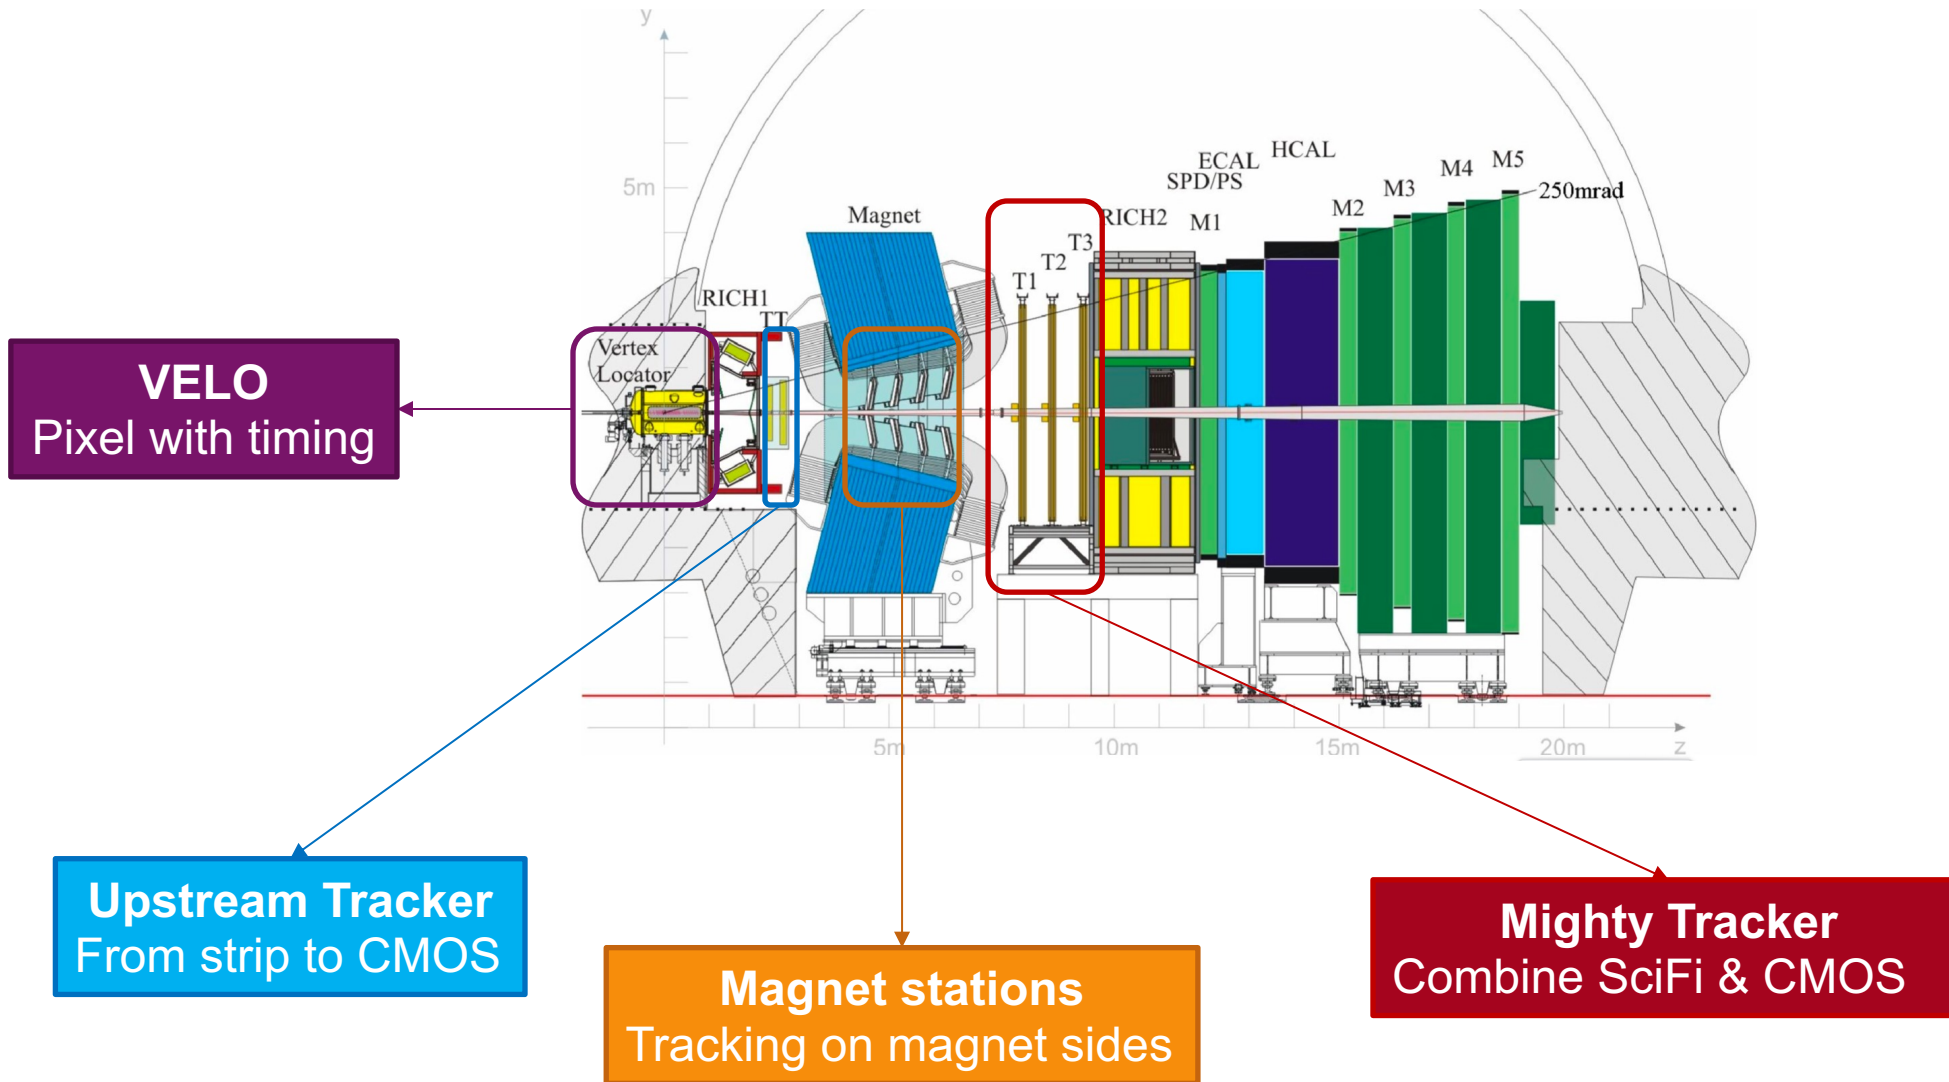 y
5m
Magnet
RICH1
TT
Vertex
Locator
T1
T2
T3
RICH2
M1
SPD/PS
ECAL
HCAL
M2
M3
M4
M5
250mrad
5m
10m
15m
20m
z
VELO
Pixel with timing
Upstream Tracker
From strip to CMOS
Magnet stations
Tracking on magnet sides
Mighty Tracker
Combine SciFi & CMOS